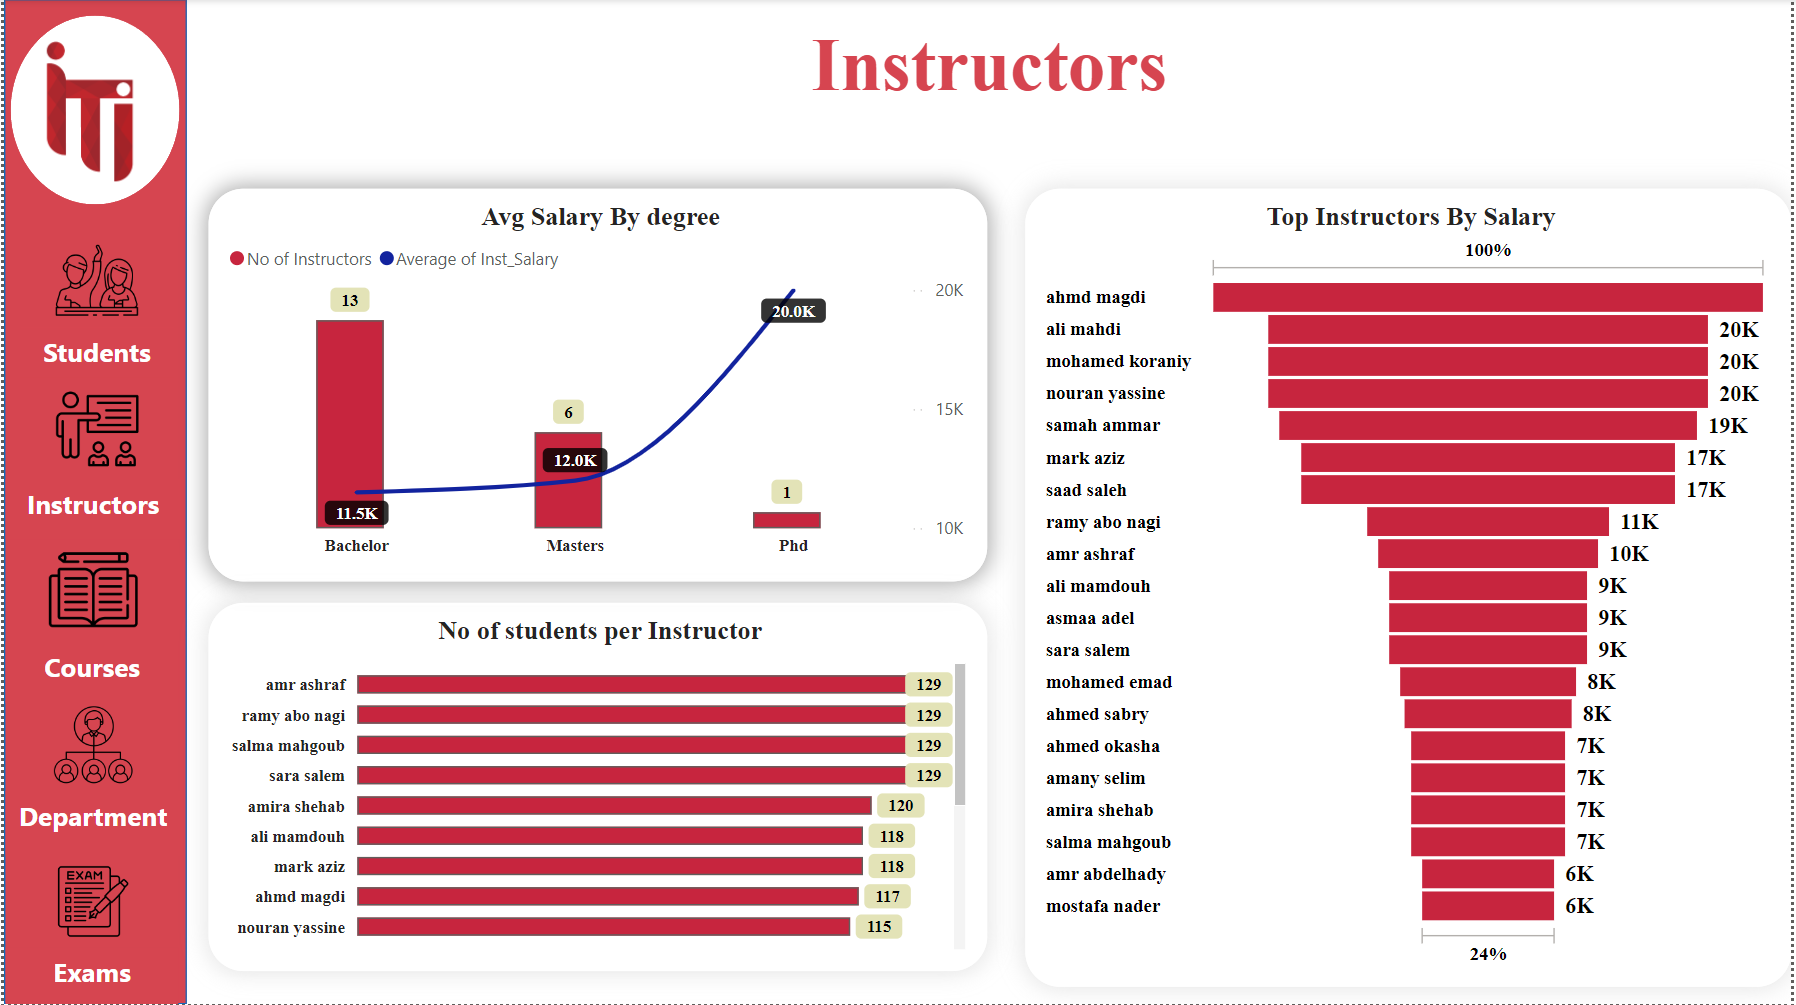 iTi
Students
Instructors
Courses
Department
EXAM
Exams
Instructors
Avg Salary By degree
No of Instructors
Average of Inst_Salary
13
6
1
11.5K
12.0K
20.0K
20K
15K
10K
Bachelor
Masters
Phd
No of students per Instructor
amr ashraf 129
ramy abo nagi 129
salma mahgoub 129
sara salem 129
amira shehab 120
ali mamdouh 118
mark aziz 118
ahmd magdi 117
nouran yassine 115
Top Instructors By Salary
100%
ahmd magdi
ali mahdi 20K
mohamed koraniy 20K
nouran yassine 20K
samah ammar 19K
mark aziz 17K
saad saleh 17K
ramy abo nagi 11K
amr ashraf 10K
ali mamdouh 9K
asmaa adel 9K
sara salem 9K
mohamed emad 8K
ahmed sabry 8K
ahmed okasha 7K
amany selim 7K
amira shehab 7K
salma mahgoub 7K
amr abdelhady 6K
mostafa nader 6K
24%